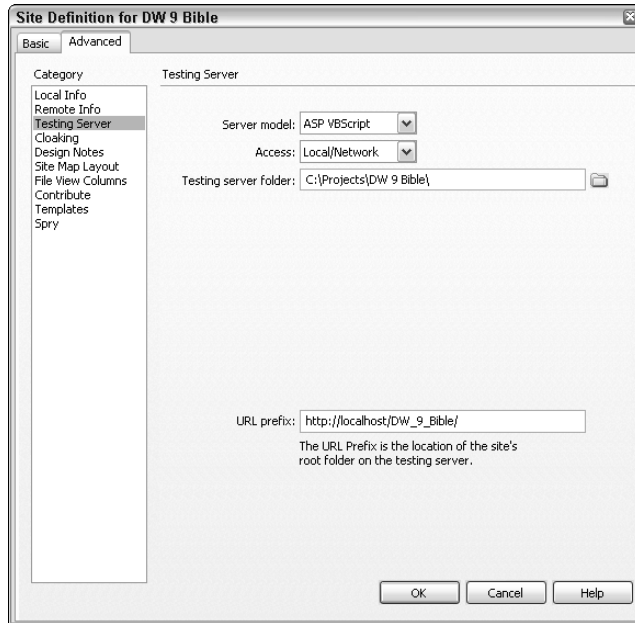 Site Definition for DW 9 Bible
Basic
Advanced
Category
Local Info
Remote Info
Testing Server
Cloaking
Design Notes
Site Map Layout
File View Columns
Contribute
Templates
Spry
Testing Server
Server model: ASP VBScript
Access: Local/Network
Testing server folder: C:\Projects\DW 9 Bible\
URL prefix: http://localhost/DW_9_Bible/
The URL Prefix is the location of the site's
root folder on the testing server.
OK
Cancel
Help